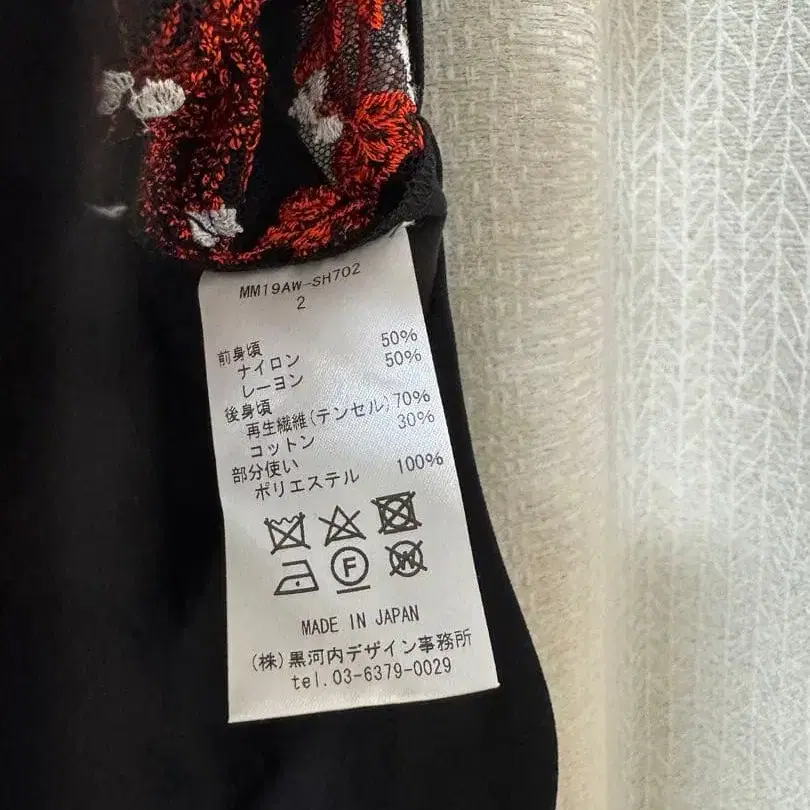 MM19AW-SH702
2
前身頃
ナイロン 50%
レーヨン 50%
後身頃
再生繊維(テンセル) 70%
コットン 30%
部分使い
ポリエステル 100%
F W
MADE IN JAPAN
(株)黒河内デザイン事務所
tel.03-6379-0029